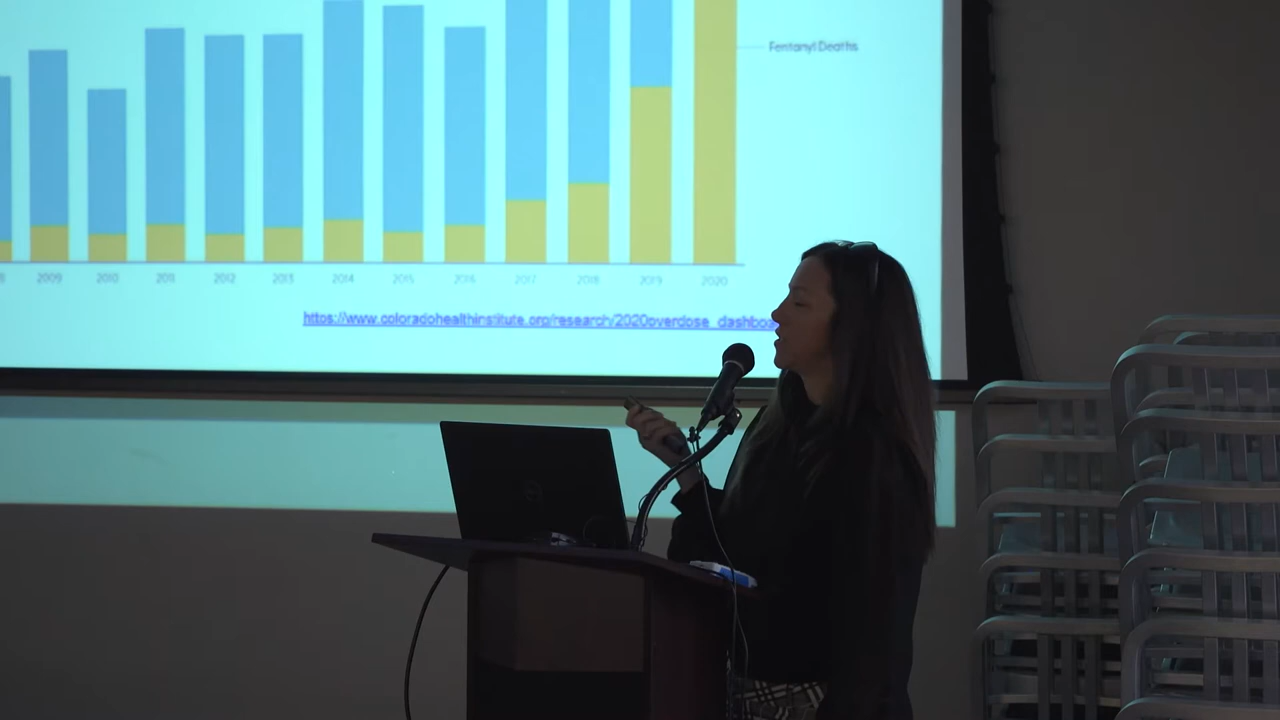 Fentanyl Deaths
2009 2010 2011 2012 2013 2014 2015 2016 2017 2018 2019 2020
https://www.coloradohealthinstitute.org/research/2020overdose_dashboa